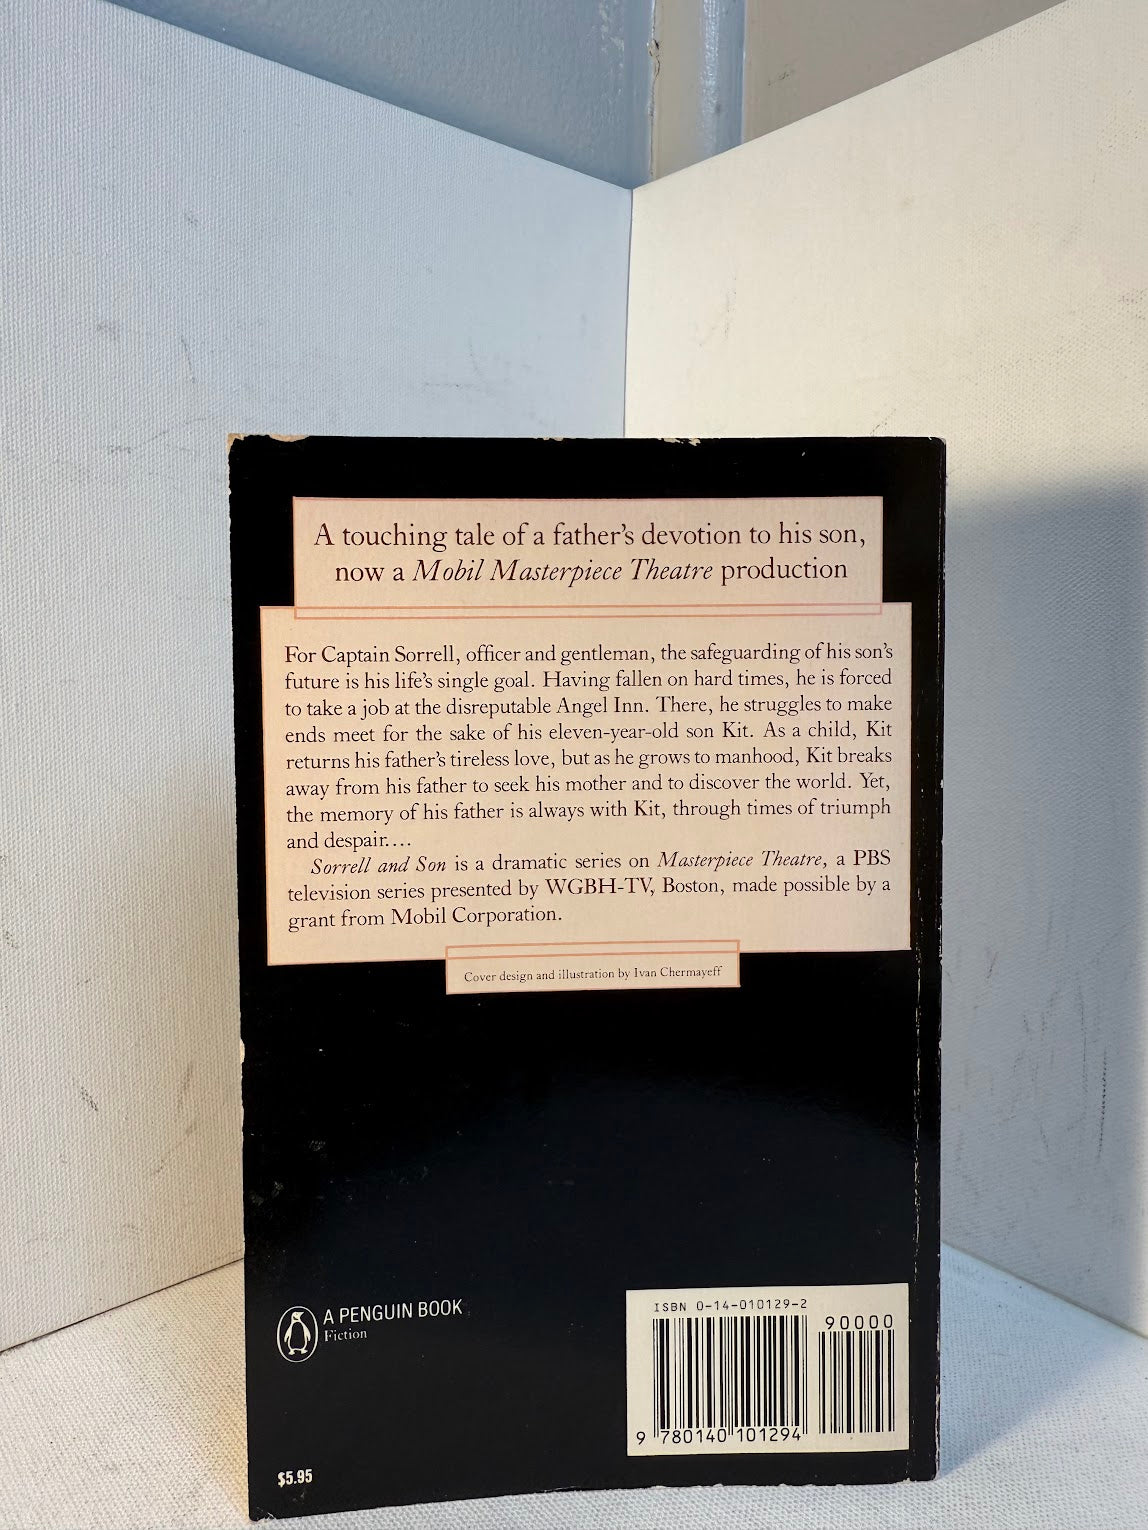 A touching tale of a father's devotion to his son,
now a Mobil Masterpiece Theatre production
For Captain Sorrell, officer and gentleman, the safeguarding of his son's
future is his life's single goal. Having fallen on hard times, he is forced
to take a job at the disreputable Angel Inn. There, he struggles to make
ends meet for the sake of his eleven-year-old son Kit. As a child, Kit
returns his father's tireless love, but as he grows to manhood, Kit breaks
away from his father to seek his mother and to discover the world. Yet,
the memory of his father is always with Kit, through times of triumph
and despair....
Sorrell and Son is a dramatic series on Masterpiece Theatre, a PBS
television series presented by WGBH-TV, Boston, made possible by a
grant from Mobil Corporation.
Cover design and illustration by Ivan Chermayeff
A PENGUIN BOOK
Fiction
ISBN 0-14-010129-2
90000
9 780140 101294
$5.95